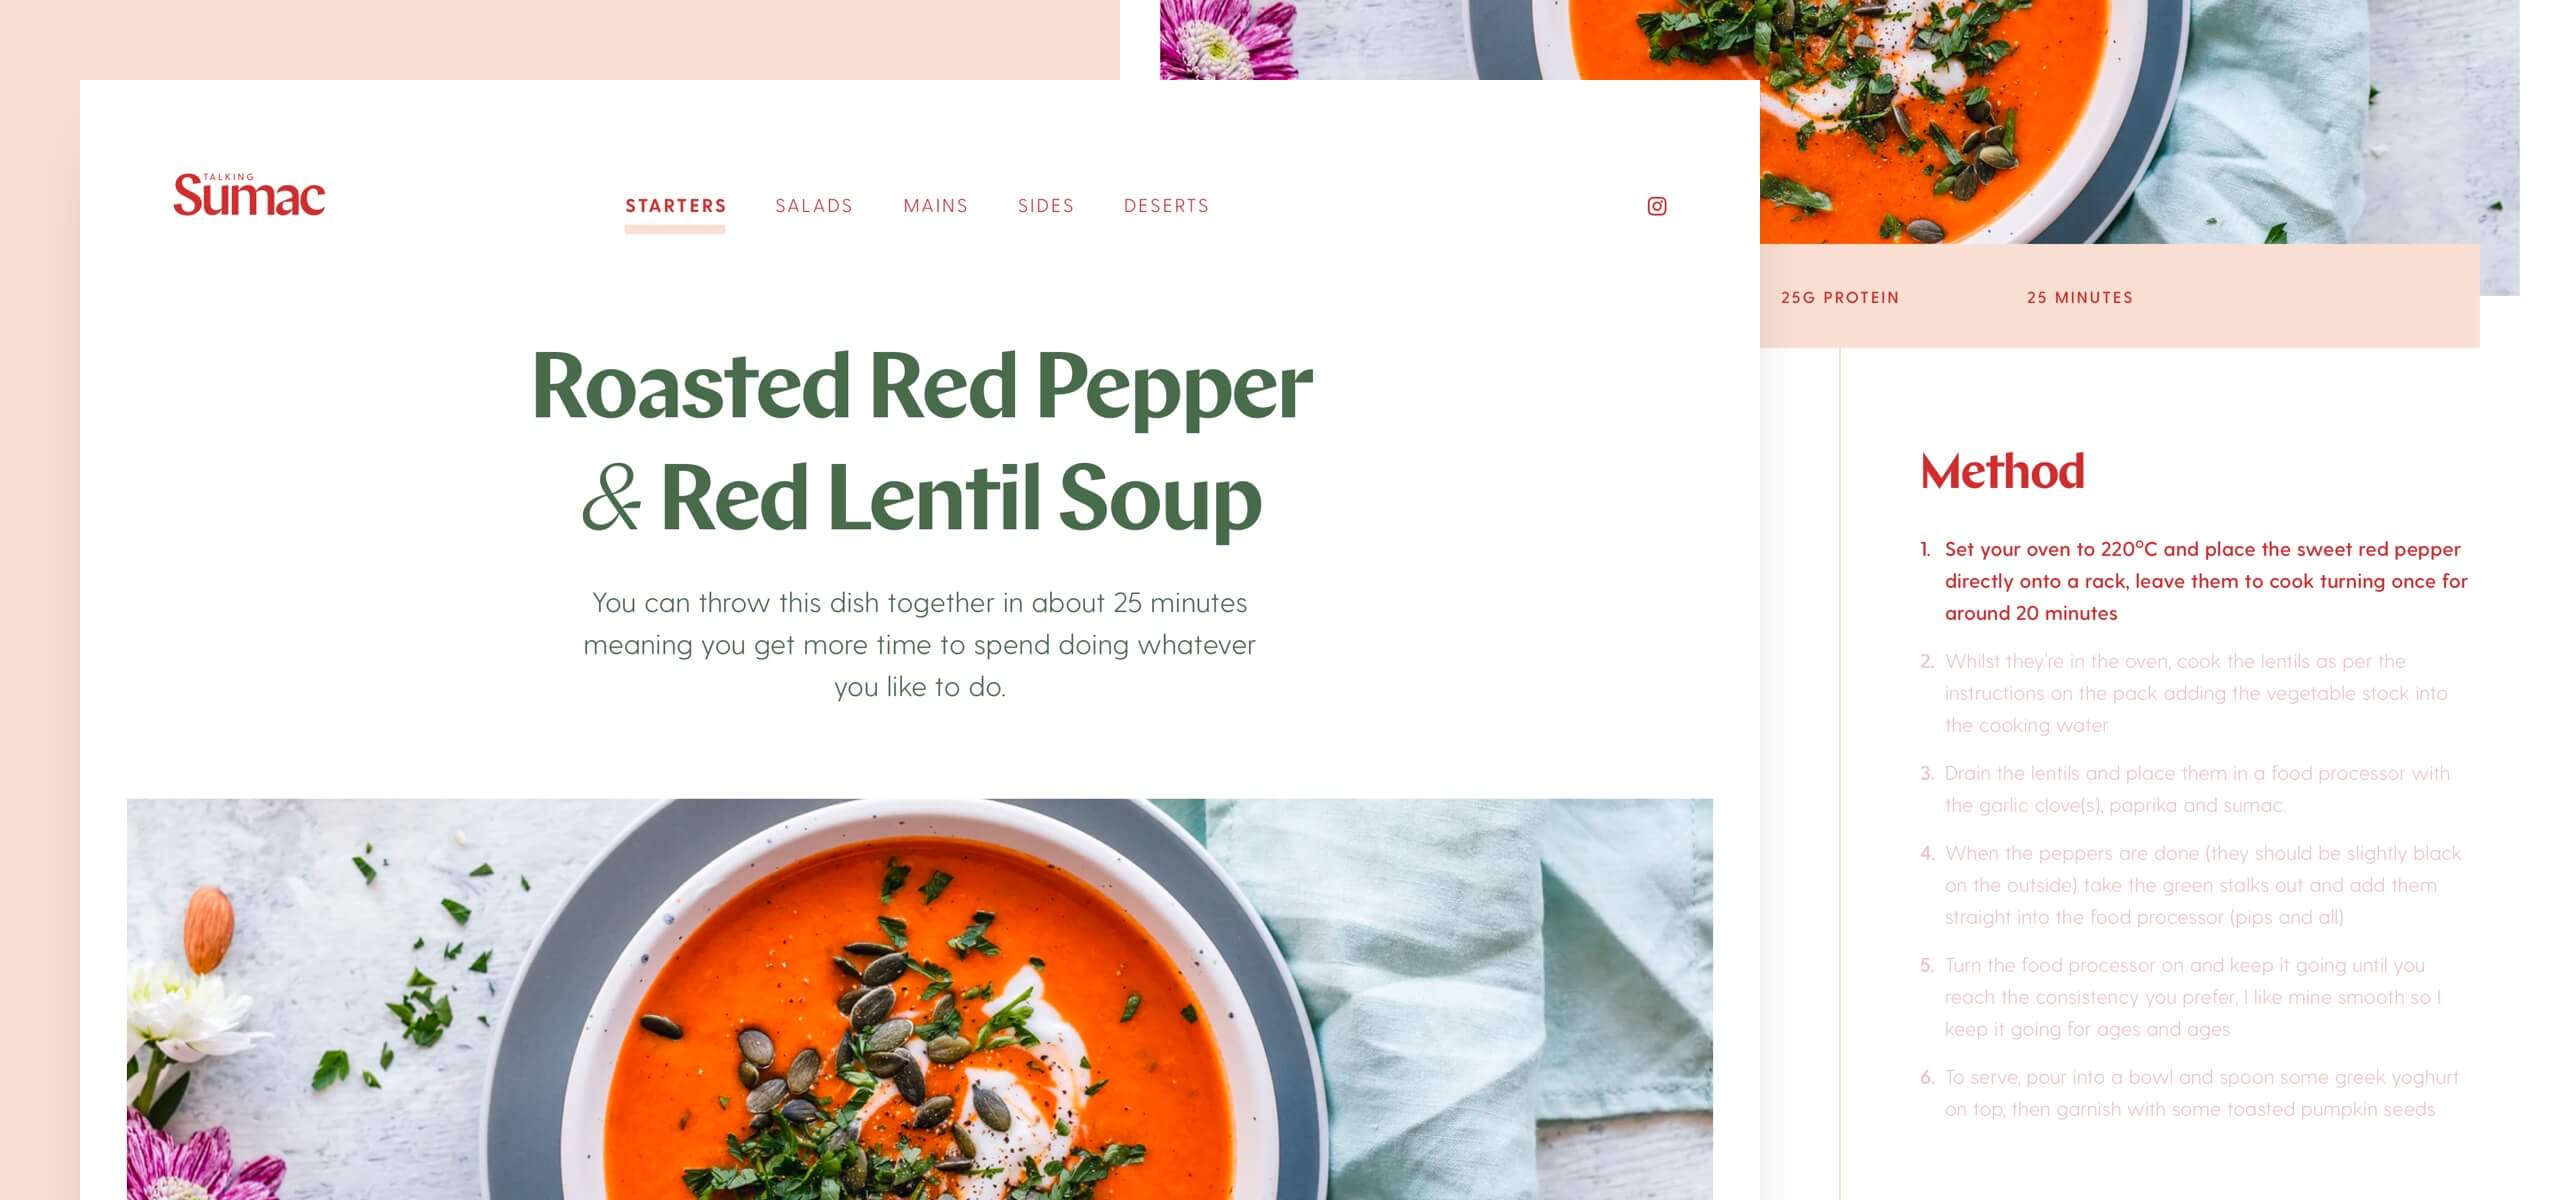 TALKING
Sumac
STARTERS
SALADS
MAINS
SIDES
DESERTS
Roasted Red Pepper
& Red Lentil Soup
You can throw this dish together in about 25 minutes
meaning you get more time to spend doing whatever
you like to do.
25G PROTEIN
25 MINUTES
Method
1. Set your oven to 220ºC and place the sweet red pepper
directly onto a rack, leave them to cook turning once for
around 20 minutes
2. Whilst they're in the oven, cook the lentils as per the
instructions on the pack adding the vegetable stock into
the cooking water
3. Drain the lentils and place them in a food processor with
the garlic clove(s), paprika and sumac.
4. When the peppers are done (they should be slightly black
on the outside) take the green stalks out and add them
straight into the food processor (pips and all)
5. Turn the food processor on and keep it going until you
reach the consistency you prefer, I like mine smooth so I
keep it going for ages and ages
6. To serve, pour into a bowl and spoon some greek yoghurt
on top, then garnish with some toasted pumpkin seeds